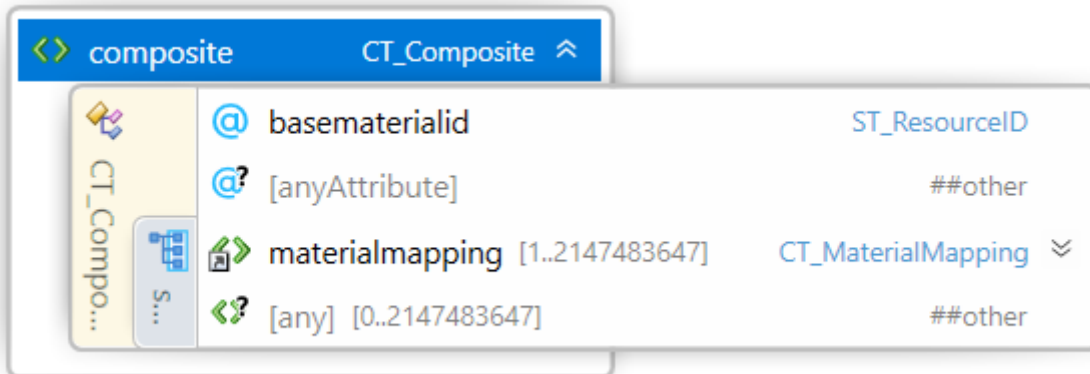 composite CT_Composite
@ basematerialid ST_ResourceID
@? [anyAttribute] ##other
materialmapping [1..2147483647] CT_MaterialMapping
? [any] [0..2147483647] ##other
CT_Compo...
S...